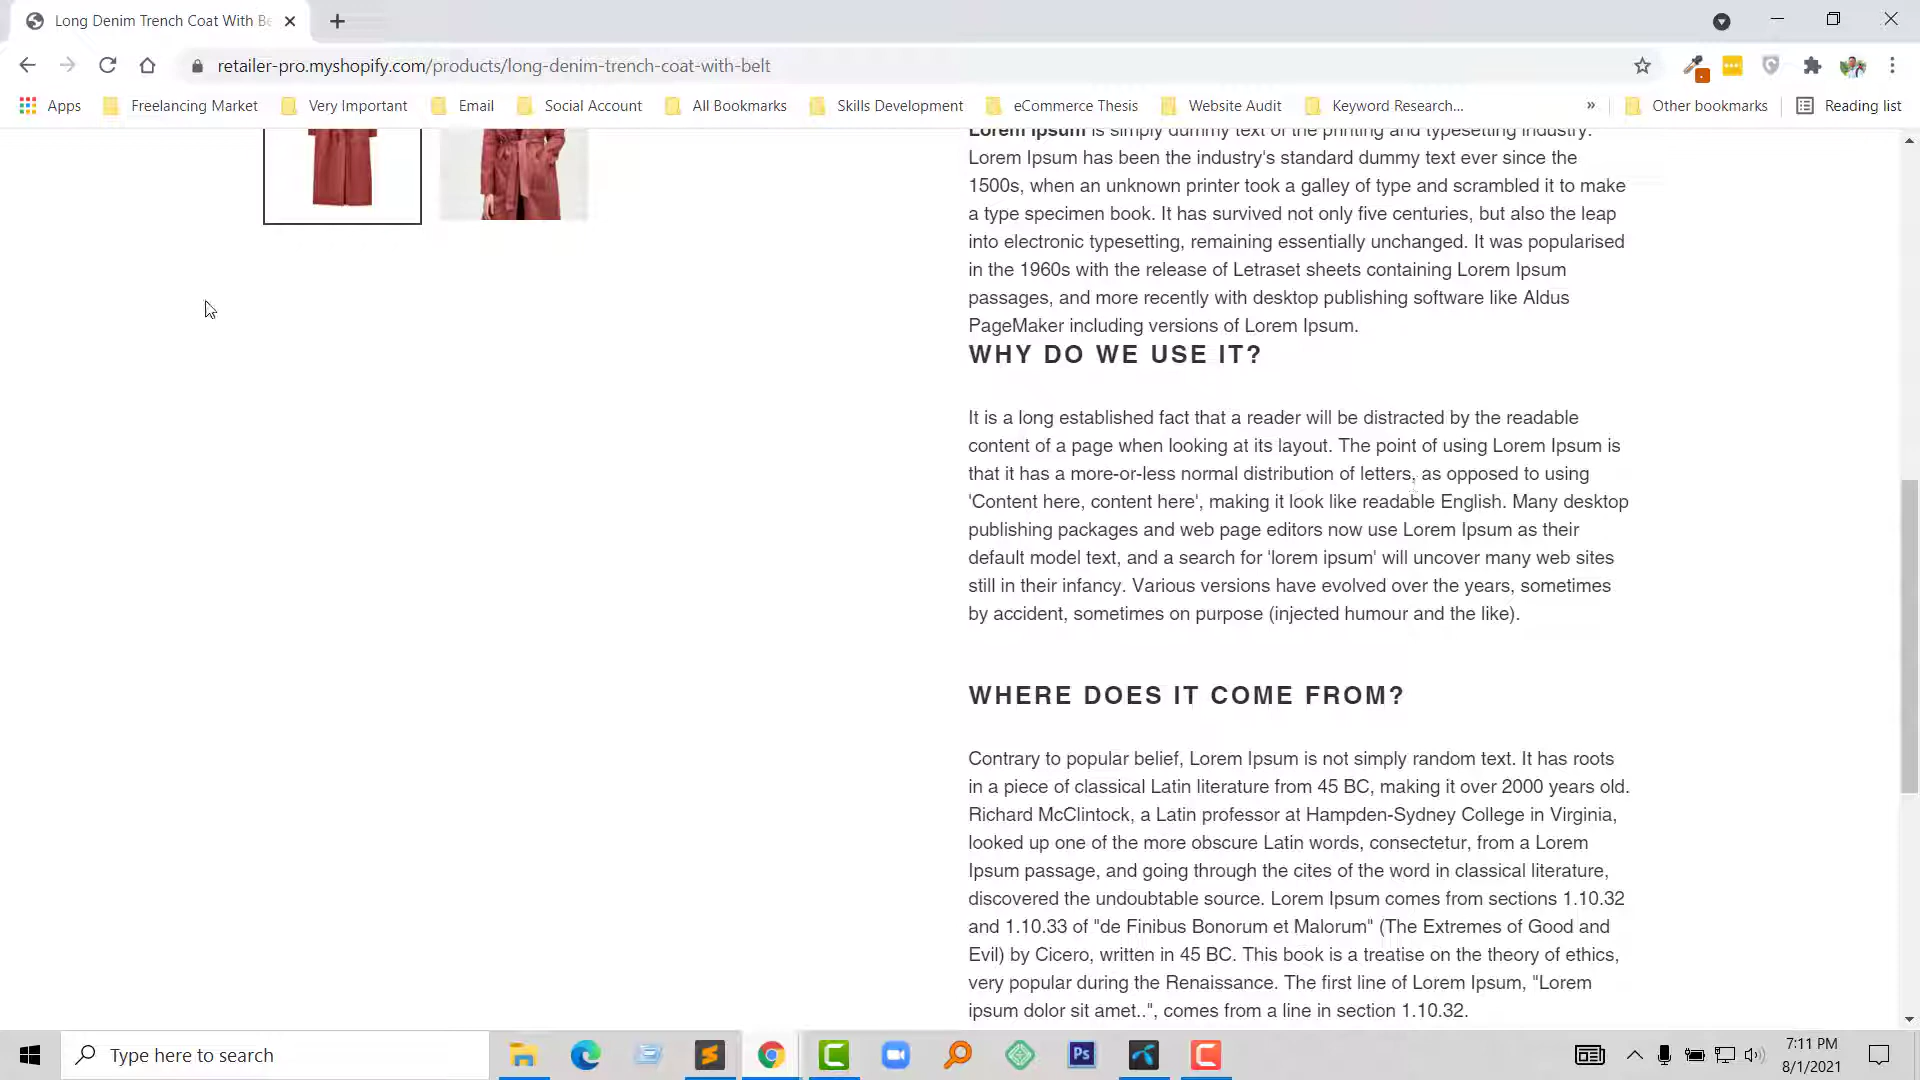 Long Denim Trench Coat With Be
retailer-pro.myshopify.com/products/long-denim-trench-coat-with-belt
Apps
Freelancing Market
Very Important
Email
Social Account
All Bookmarks
Skills Development
eCommerce Thesis
Website Audit
Keyword Research...
»
Other bookmarks
Reading list
Lorem Ipsum is simply dummy text of the printing and typesetting industry.
Lorem Ipsum has been the industry's standard dummy text ever since the
1500s, when an unknown printer took a galley of type and scrambled it to make
a type specimen book. It has survived not only five centuries, but also the leap
into electronic typesetting, remaining essentially unchanged. It was popularised
in the 1960s with the release of Letraset sheets containing Lorem Ipsum
passages, and more recently with desktop publishing software like Aldus
PageMaker including versions of Lorem Ipsum.
WHY DO WE USE IT?
It is a long established fact that a reader will be distracted by the readable
content of a page when looking at its layout. The point of using Lorem Ipsum is
that it has a more-or-less normal distribution of letters, as opposed to using
'Content here, content here', making it look like readable English. Many desktop
publishing packages and web page editors now use Lorem Ipsum as their
default model text, and a search for 'lorem ipsum' will uncover many web sites
still in their infancy. Various versions have evolved over the years, sometimes
by accident, sometimes on purpose (injected humour and the like).
WHERE DOES IT COME FROM?
Contrary to popular belief, Lorem Ipsum is not simply random text. It has roots
in a piece of classical Latin literature from 45 BC, making it over 2000 years old.
Richard McClintock, a Latin professor at Hampden-Sydney College in Virginia,
looked up one of the more obscure Latin words, consectetur, from a Lorem
Ipsum passage, and going through the cites of the word in classical literature,
discovered the undoubtable source. Lorem Ipsum comes from sections 1.10.32
and 1.10.33 of "de Finibus Bonorum et Malorum" (The Extremes of Good and
Evil) by Cicero, written in 45 BC. This book is a treatise on the theory of ethics,
very popular during the Renaissance. The first line of Lorem Ipsum, "Lorem
ipsum dolor sit amet..", comes from a line in section 1.10.32.
Type here to search
Ps
7:11 PM
8/1/2021